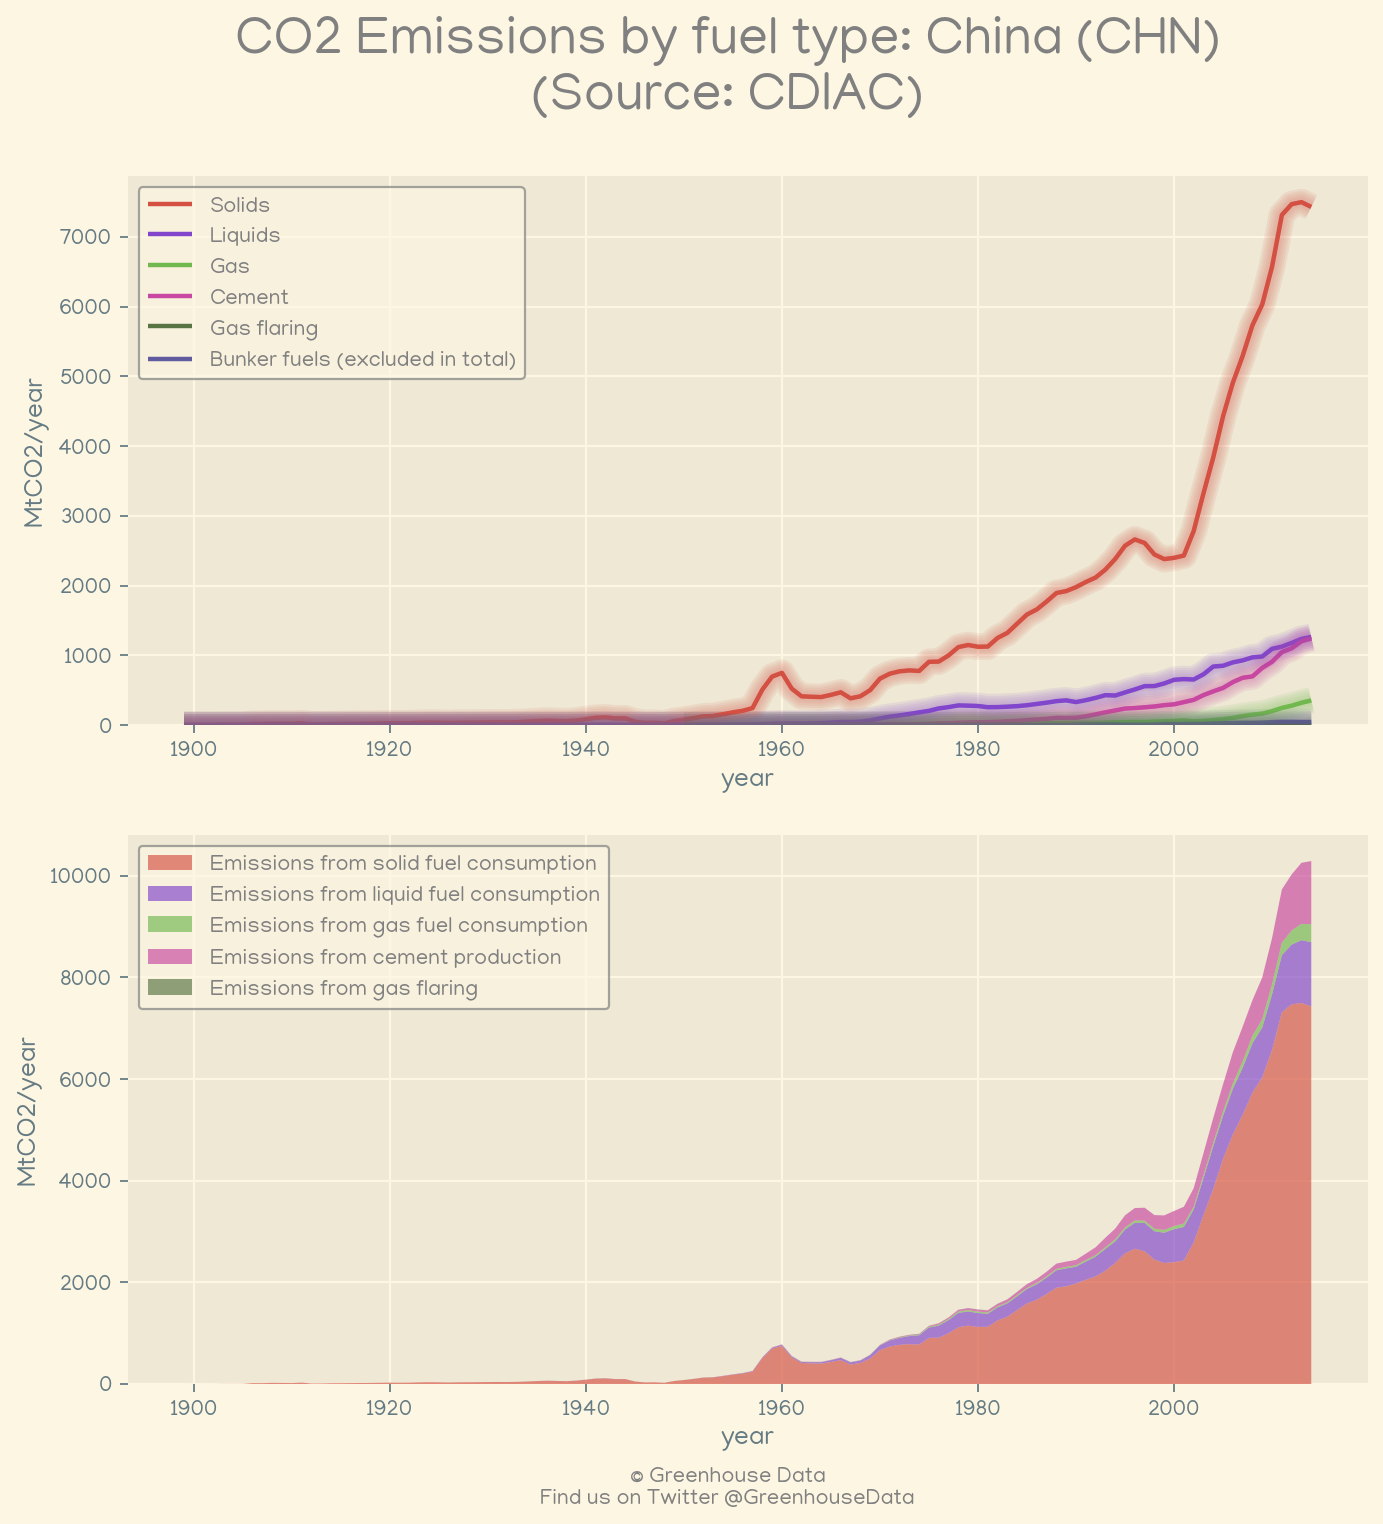 CO2 Emissions by fuel type: China (CHN)
(Source: CDIAC)
Solids
Liquids
Gas
Cement
Gas flaring
Bunker fuels (excluded in total)
MtCO2/year
7000
6000
5000
4000
3000
2000
1000
0
1900
1920
1940
1960
1980
2000
year
Emissions from solid fuel consumption
Emissions from liquid fuel consumption
Emissions from gas fuel consumption
Emissions from cement production
Emissions from gas flaring
MtCO2/year
10000
8000
6000
4000
2000
0
1900
1920
1940
1960
1980
2000
year
© Greenhouse Data
Find us on Twitter @GreenhouseData